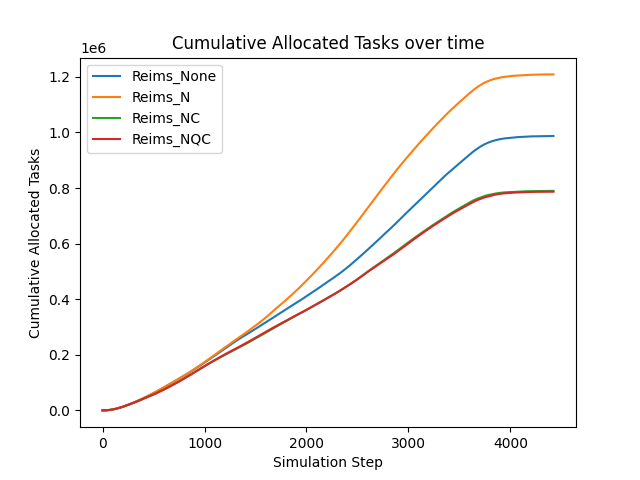 Cumulative Allocated Tasks over time
1e6
1.2
1.0
0.8
0.6
0.4
0.2
0.0
Cumulative Allocated Tasks
Reims_None
Reims_N
Reims_NC
Reims_NQC
0 1000 2000 3000 4000
Simulation Step